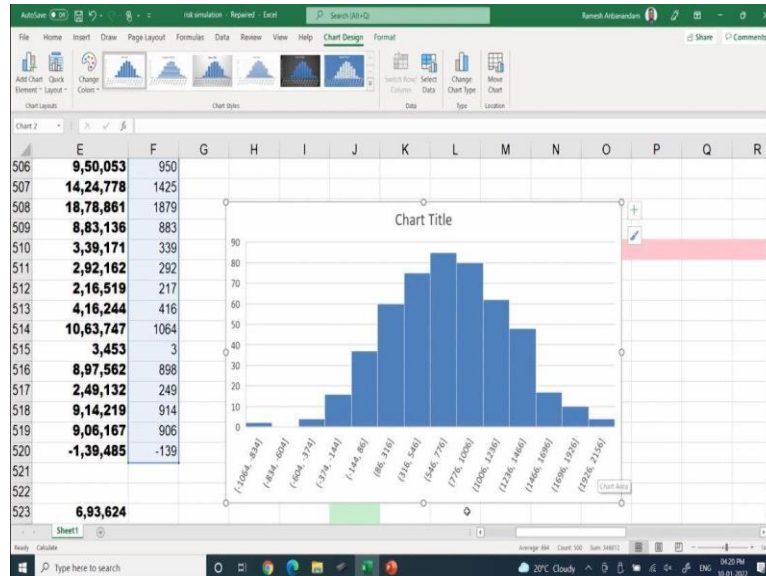 AutoSave Off risk simulation - Repaired - Excel Search (Alt+Q) Ramesh Anbanandam
File Home Insert Draw Page Layout Formulas Data Review View Help Chart Design Format Share Comments
Add Chart Element Quick Layout Change Colors Switch Row/ Column Select Data Change Chart Type Move Chart
Chart Layouts Chart Styles Data Type Location
Chart 2 fx
E F G H I J K L M N O P Q R
506 9,50,053 950
507 14,24,778 1425
508 18,78,861 1879
509 8,83,136 883
510 3,39,171 339
511 2,92,162 292
512 2,16,519 217
513 4,16,244 416
514 10,63,747 1064
515 3,453 3
516 8,97,562 898
517 2,49,132 249
518 9,14,219 914
519 9,06,167 906
520 -1,39,485 -139
521
522
523 6,93,624
Chart Title
90
80
70
60
50
40
30
20
10
0
[-1064, -834] (-834, -604] (-604, -374] (-374, -144] (-144, 86] (86, 316] (316, 546] (546, 776] (776, 1006] (1006, 1236] (1236, 1466] (1466, 1696] (1696, 1926] (1926, 2156]
Chart Area
Sheet1
Ready Calculate Average: 694 Count: 500
Type here to search 20°C Cloudy ENG 04:20 PM
10-01-2022